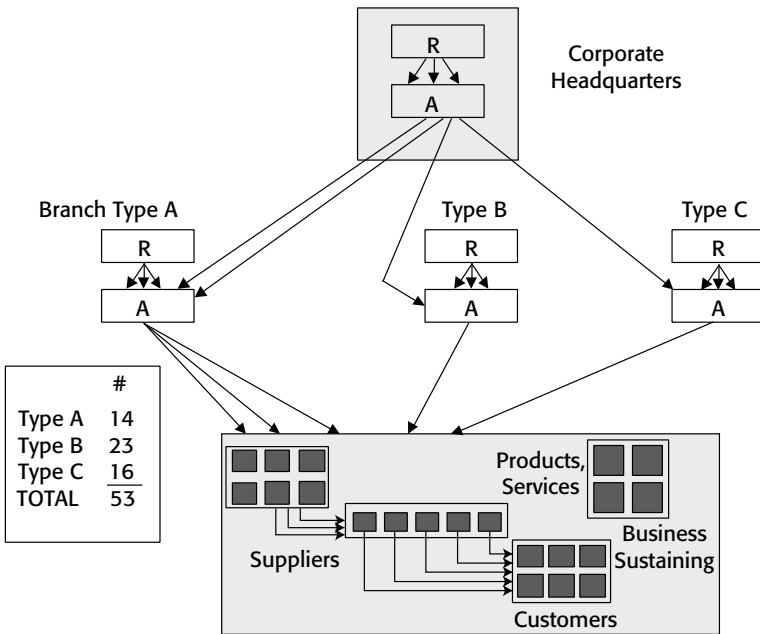 R
Corporate
Headquarters
A
Branch Type A
Type B
Type C
R
R
R
A
A
A
#
Type A 14
Type B 23
Type C 16
TOTAL 53
Products,
Services
Suppliers
Business
Sustaining
Customers